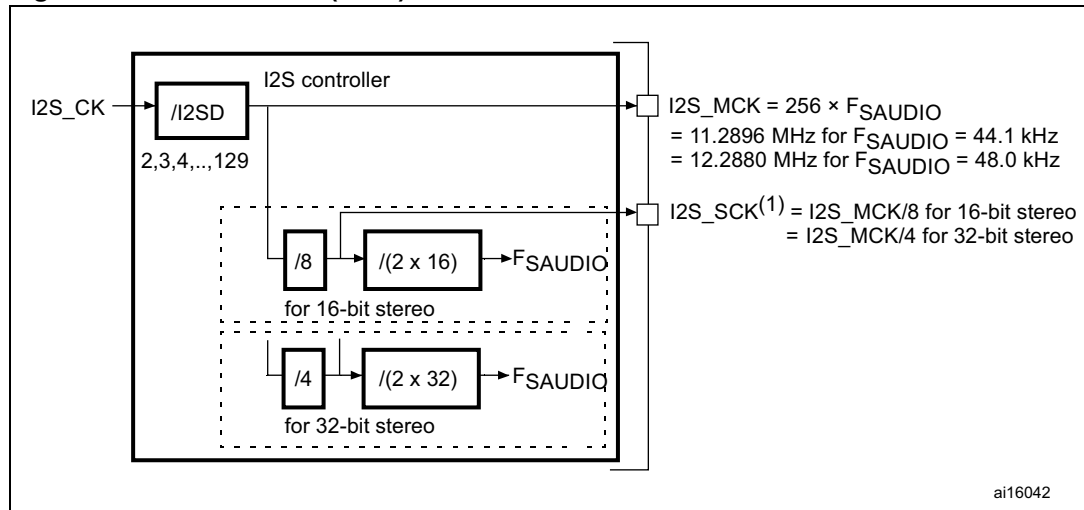 I2S controller
I2S_CK
/I2SD
2,3,4,..,129
I2S_MCK = 256 × FSAUDIO
= 11.2896 MHz for FSAUDIO = 44.1 kHz
= 12.2880 MHz for FSAUDIO = 48.0 kHz
I2S_SCK(1) = I2S_MCK/8 for 16-bit stereo
= I2S_MCK/4 for 32-bit stereo
/8
/(2 x 16)
FSAUDIO
for 16-bit stereo
/4
/(2 x 32)
FSAUDIO
for 32-bit stereo
ai16042